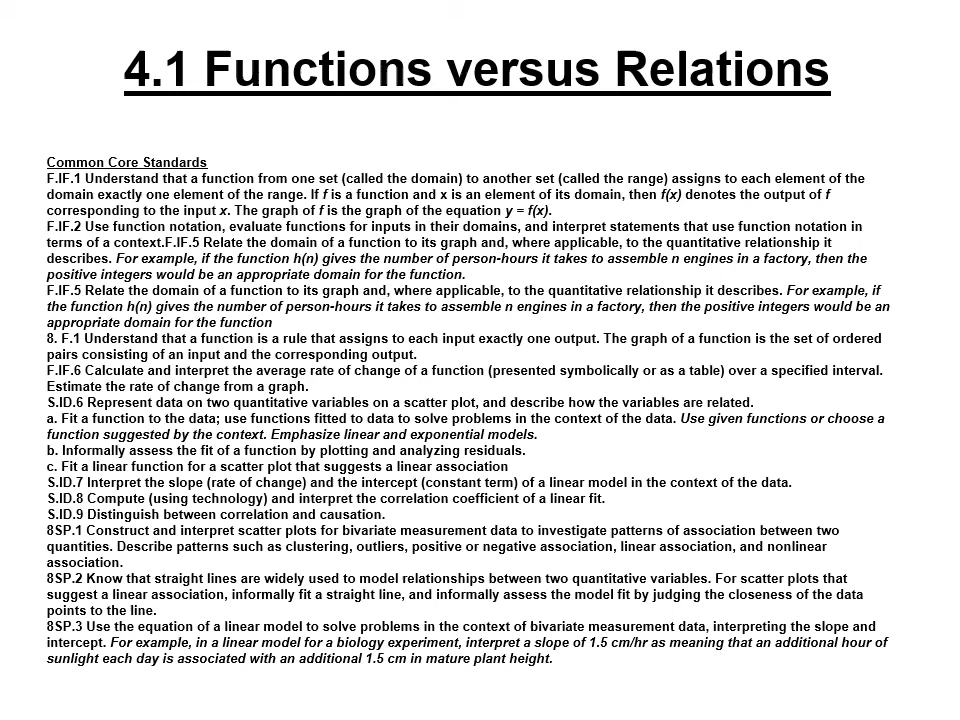 4.1 Functions versus Relations
Common Core Standards
F.IF.1 Understand that a function from one set (called the domain) to another set (called the range) assigns to each element of the
domain exactly one element of the range. If f is a function and x is an element of its domain, then f(x) denotes the output of f
corresponding to the input x. The graph of f is the graph of the equation y = f(x).
F.IF.2 Use function notation, evaluate functions for inputs in their domains, and interpret statements that use function notation in
terms of a context.F.IF.5 Relate the domain of a function to its graph and, where applicable, to the quantitative relationship it
describes. For example, if the function h(n) gives the number of person-hours it takes to assemble n engines in a factory, then the
positive integers would be an appropriate domain for the function.
F.IF.5 Relate the domain of a function to its graph and, where applicable, to the quantitative relationship it describes. For example, if
the function h(n) gives the number of person-hours it takes to assemble n engines in a factory, then the positive integers would be an
appropriate domain for the function
8. F.1 Understand that a function is a rule that assigns to each input exactly one output. The graph of a function is the set of ordered
pairs consisting of an input and the corresponding output.
F.IF.6 Calculate and interpret the average rate of change of a function (presented symbolically or as a table) over a specified interval.
Estimate the rate of change from a graph.
S.ID.6 Represent data on two quantitative variables on a scatter plot, and describe how the variables are related.
a. Fit a function to the data; use functions fitted to data to solve problems in the context of the data. Use given functions or choose a
function suggested by the context. Emphasize linear and exponential models.
b. Informally assess the fit of a function by plotting and analyzing residuals.
c. Fit a linear function for a scatter plot that suggests a linear association
S.ID.7 Interpret the slope (rate of change) and the intercept (constant term) of a linear model in the context of the data.
S.ID.8 Compute (using technology) and interpret the correlation coefficient of a linear fit.
S.ID.9 Distinguish between correlation and causation.
8SP.1 Construct and interpret scatter plots for bivariate measurement data to investigate patterns of association between two
quantities. Describe patterns such as clustering, outliers, positive or negative association, linear association, and nonlinear
association.
8SP.2 Know that straight lines are widely used to model relationships between two quantitative variables. For scatter plots that
suggest a linear association, informally fit a straight line, and informally assess the model fit by judging the closeness of the data
points to the line.
8SP.3 Use the equation of a linear model to solve problems in the context of bivariate measurement data, interpreting the slope and
intercept. For example, in a linear model for a biology experiment, interpret a slope of 1.5 cm/hr as meaning that an additional hour of
sunlight each day is associated with an additional 1.5 cm in mature plant height.